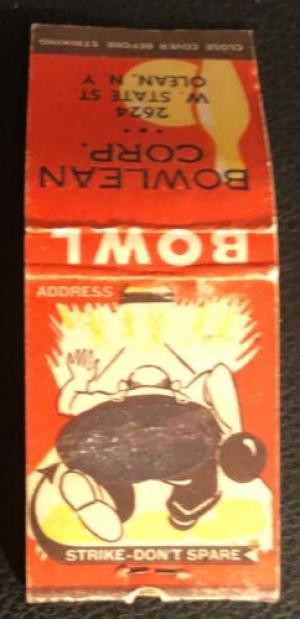 BOWLEAN
CORP.
2624
W. STATE ST
OLEAN, N.Y.
CLOSE COVER BEFORE STRIKING
BOWL
ADDRESS
STRIKE-DON'T SPARE